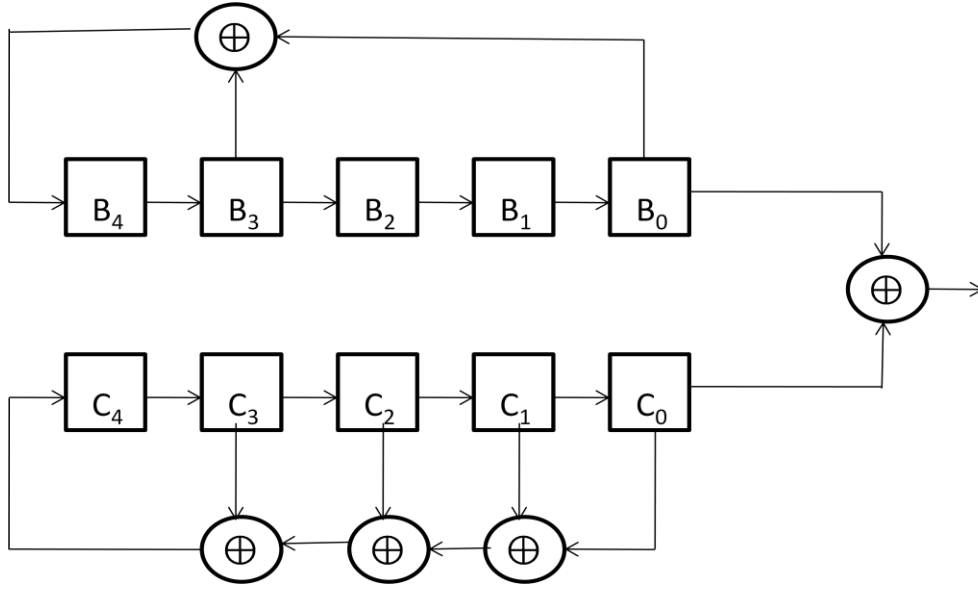 ⊕
B₄ B₃ B₂ B₁ B₀
⊕
C₄ C₃ C₂ C₁ C₀
⊕ ⊕ ⊕